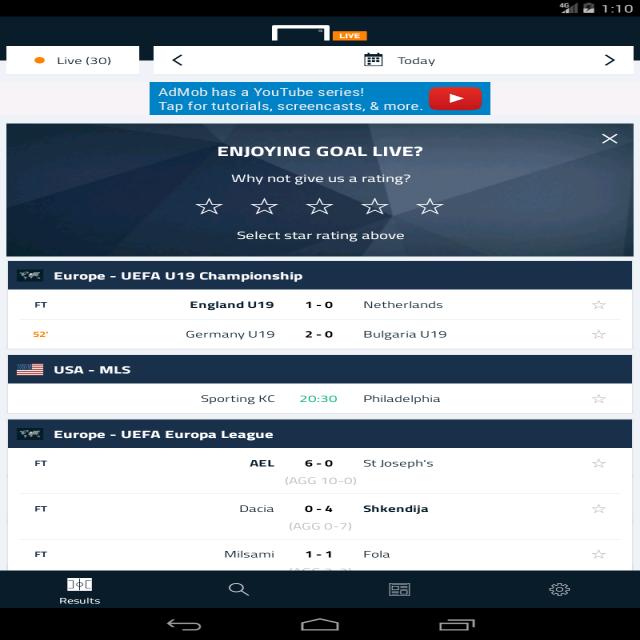 4G 1:10
LIVE
Live (30)
Today
AdMob has a YouTube series!
Tap for tutorials, screencasts, & more.
ENJOYING GOAL LIVE?
Why not give us a rating?
Select star rating above
Europe - UEFA U19 Championship
FT England U19 1 - 0 Netherlands
52' Germany U19 2 - 0 Bulgaria U19
USA - MLS
Sporting KC 20:30 Philadelphia
Europe - UEFA Europa League
FT AEL 6 - 0 St Joseph's
(AGG 10-0)
FT Dacia 0 - 4 Shkendija
(AGG 0-7)
FT Milsami 1 - 1 Fola
Results